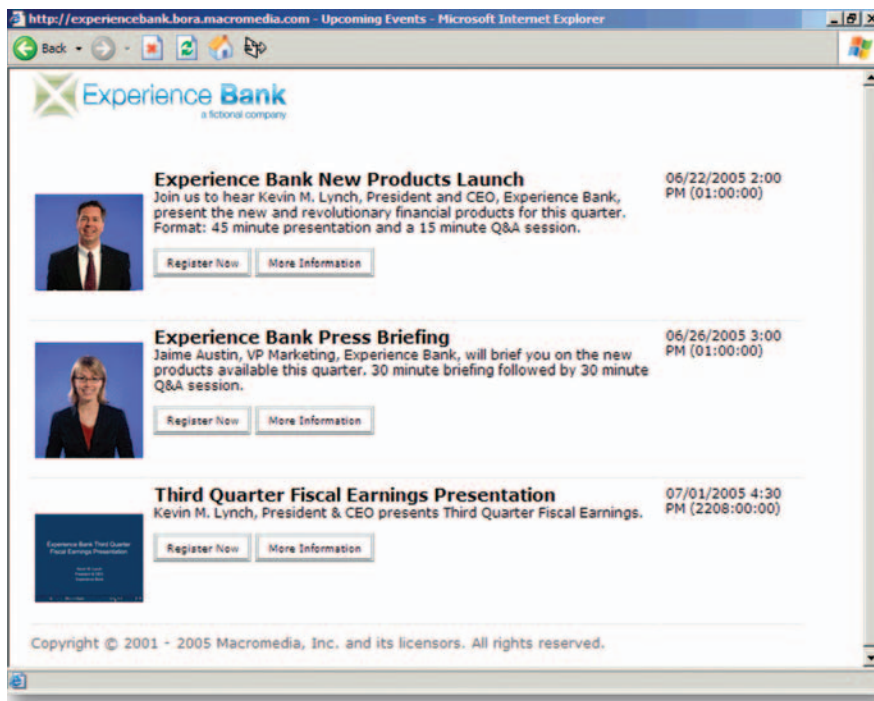 http://experiencebank.bora.macromedia.com - Upcoming Events - Microsoft Internet Explorer
Back
Experience Bank
a fictional company
Experience Bank New Products Launch
Join us to hear Kevin M. Lynch, President and CEO, Experience Bank,
present the new and revolutionary financial products for this quarter.
Format: 45 minute presentation and a 15 minute Q&A session.
06/22/2005 2:00
PM (01:00:00)
Register Now More Information
Experience Bank Press Briefing
Jaime Austin, VP Marketing, Experience Bank, will brief you on the new
products available this quarter. 30 minute briefing followed by 30 minute
Q&A session.
06/26/2005 3:00
PM (01:00:00)
Register Now More Information
Third Quarter Fiscal Earnings Presentation
Kevin M. Lynch, President & CEO presents Third Quarter Fiscal Earnings.
07/01/2005 4:30
PM (2208:00:00)
Register Now More Information
Experience Bank Third Quarter
Fiscal Earnings Presentation
Copyright © 2001 - 2005 Macromedia, Inc. and its licensors. All rights reserved.